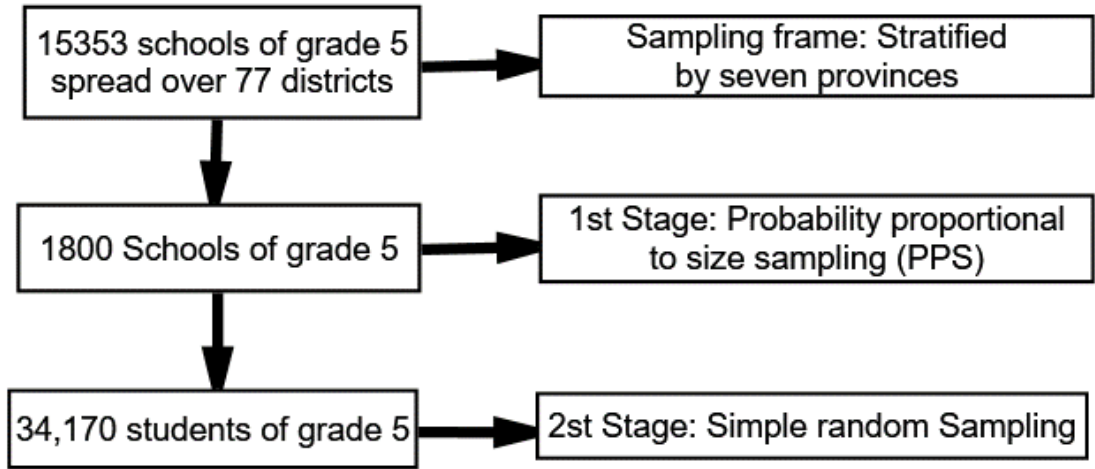 15353 schools of grade 5
spread over 77 districts
Sampling frame: Stratified
by seven provinces
1800 Schools of grade 5
1st Stage: Probability proportional
to size sampling (PPS)
34,170 students of grade 5
2st Stage: Simple random Sampling